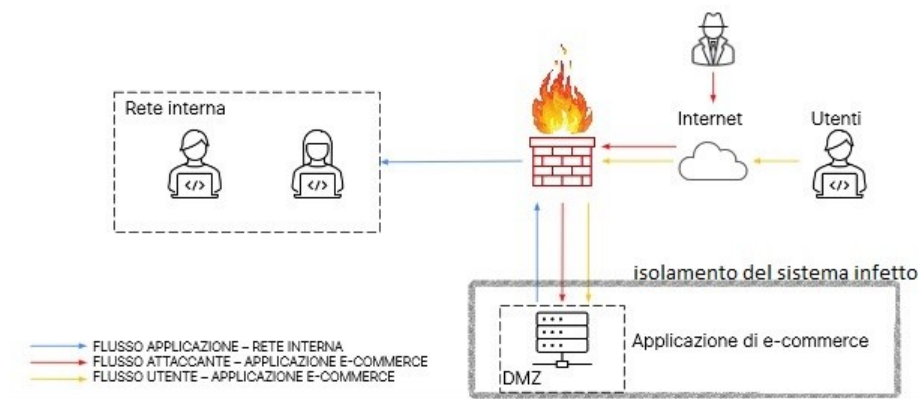 Rete interna
Internet
Utenti
isolamento del sistema infetto
Applicazione di e-commerce
DMZ
FLUSSO APPLICAZIONE – RETE INTERNA
FLUSSO ATTACCANTE – APPLICAZIONE E-COMMERCE
FLUSSO UTENTE – APPLICAZIONE E-COMMERCE